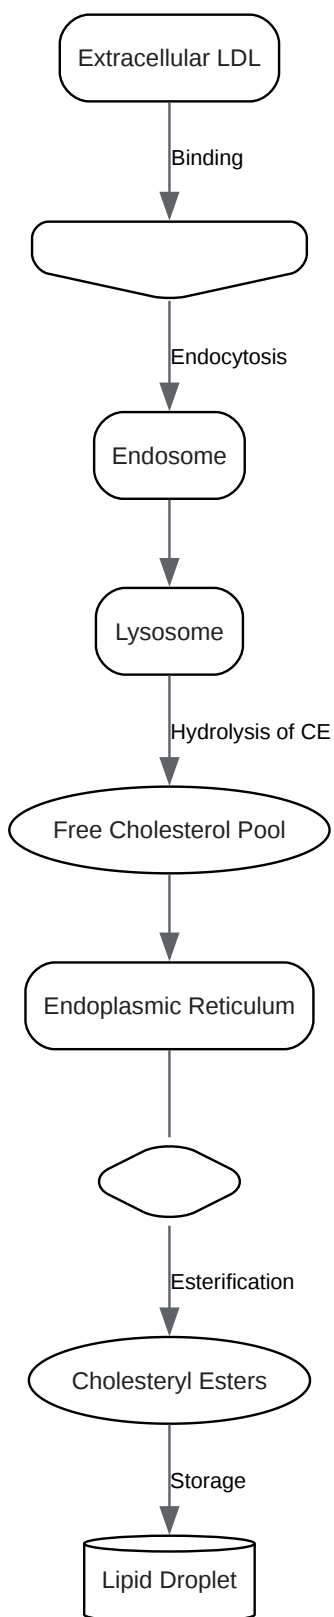 Extracellular LDL
Binding
Endocytosis
Endosome
Lysosome
Hydrolysis of CE
Free Cholesterol Pool
Endoplasmic Reticulum
Esterification
Cholesteryl Esters
Storage
Lipid Droplet